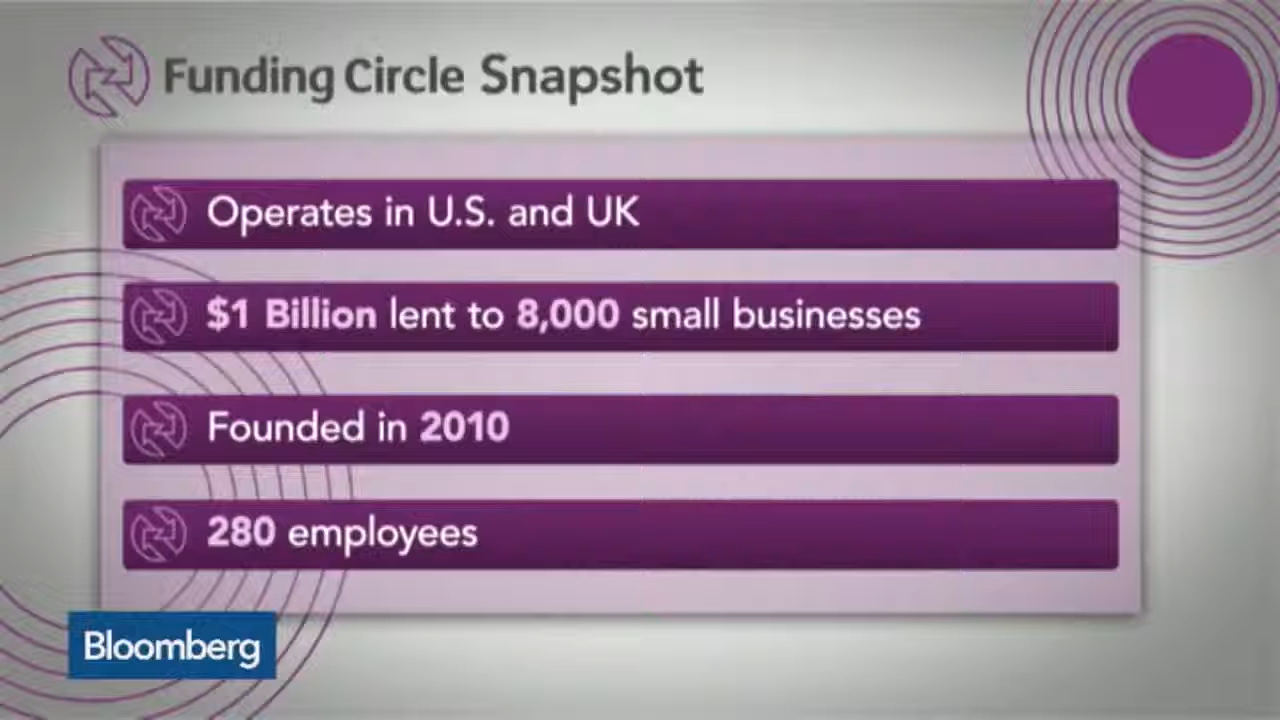 Funding Circle Snapshot
Operates in U.S. and UK
$1 Billion lent to 8,000 small businesses
Founded in 2010
280 employees
Bloomberg